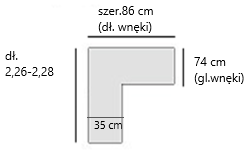 szer.86 cm
(dł. wnęki)
dł.
2,26-2,28
74 cm
(gł.wnęki)
35 cm